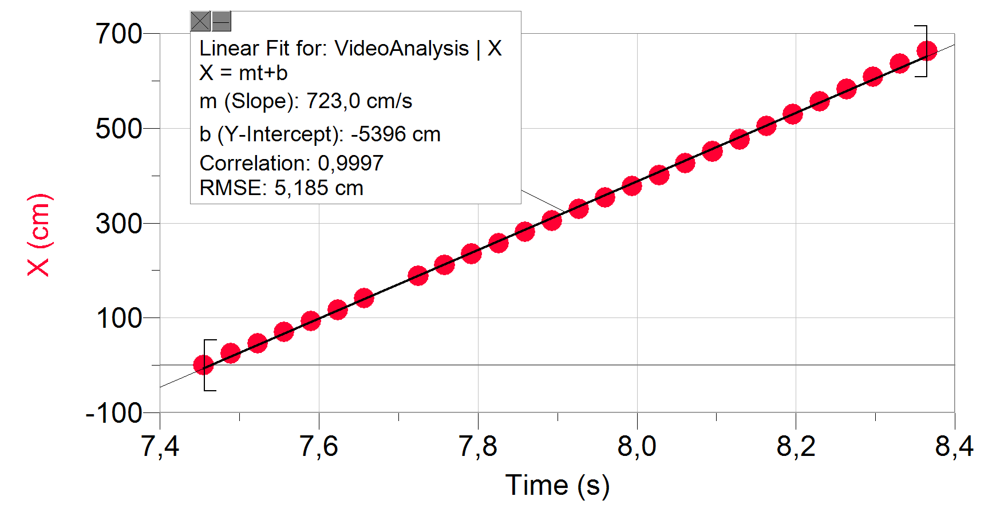 Linear Fit for: VideoAnalysis | X
X = mt+b
m (Slope): 723,0 cm/s
b (Y-Intercept): -5396 cm
Correlation: 0,9997
RMSE: 5,185 cm
X (cm)
700
500
300
100
-100
7,4 7,6 7,8 8,0 8,2 8,4
Time (s)